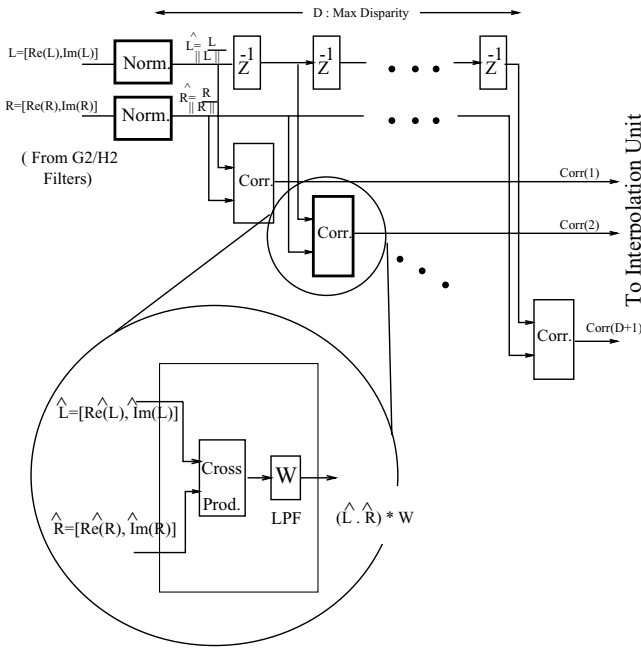 D : Max Disparity
L=[Re(L),Im(L)]
Norm.
^
L= L
|| L ||
-1
Z
-1
Z
-1
Z
R=[Re(R),Im(R)]
Norm.
^
R= R
|| R ||
( From G2/H2
Filters)
Corr.
Corr(1)
Corr.
Corr(2)
Corr.
Corr(D+1)
To Interpolation Unit
^ ^ ^
L=[Re(L), Im(L)]
Cross
Prod.
W
LPF
^ ^
(L . R) * W
^ ^ ^
R=[Re(R), Im(R)]